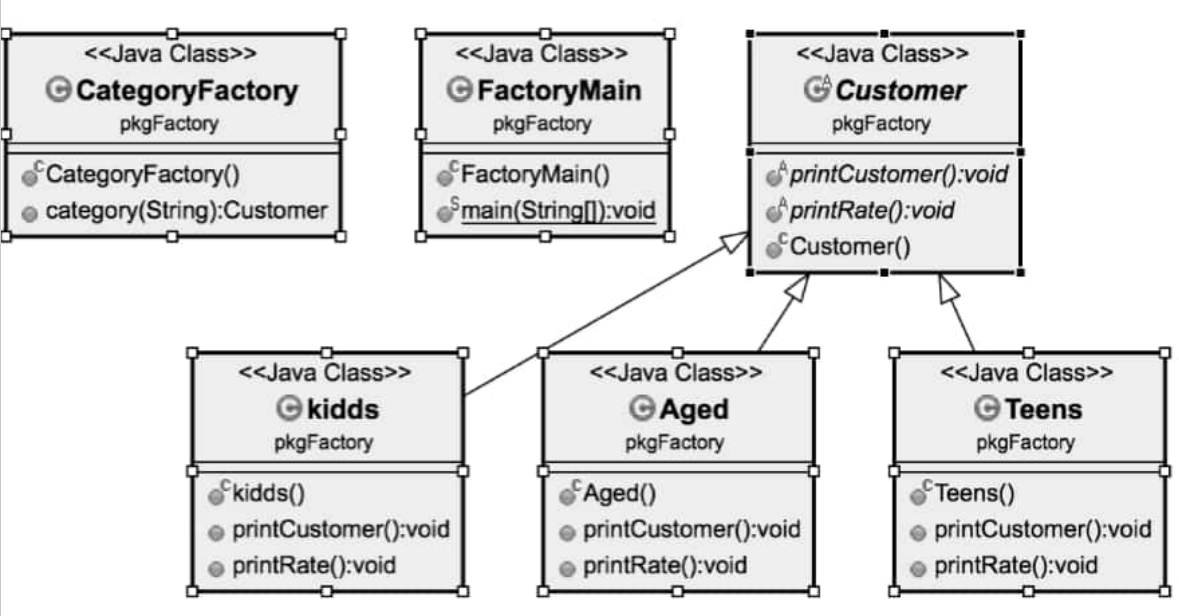 <<Java Class>>
CategoryFactory
pkgFactory
CategoryFactory()
category(String):Customer
<<Java Class>>
FactoryMain
pkgFactory
FactoryMain()
main(String[]):void
<<Java Class>>
Customer
pkgFactory
printCustomer():void
printRate():void
Customer()
<<Java Class>>
kidds
pkgFactory
kidds()
printCustomer():void
printRate():void
<<Java Class>>
Aged
pkgFactory
Aged()
printCustomer():void
printRate():void
<<Java Class>>
Teens
pkgFactory
Teens()
printCustomer():void
printRate():void